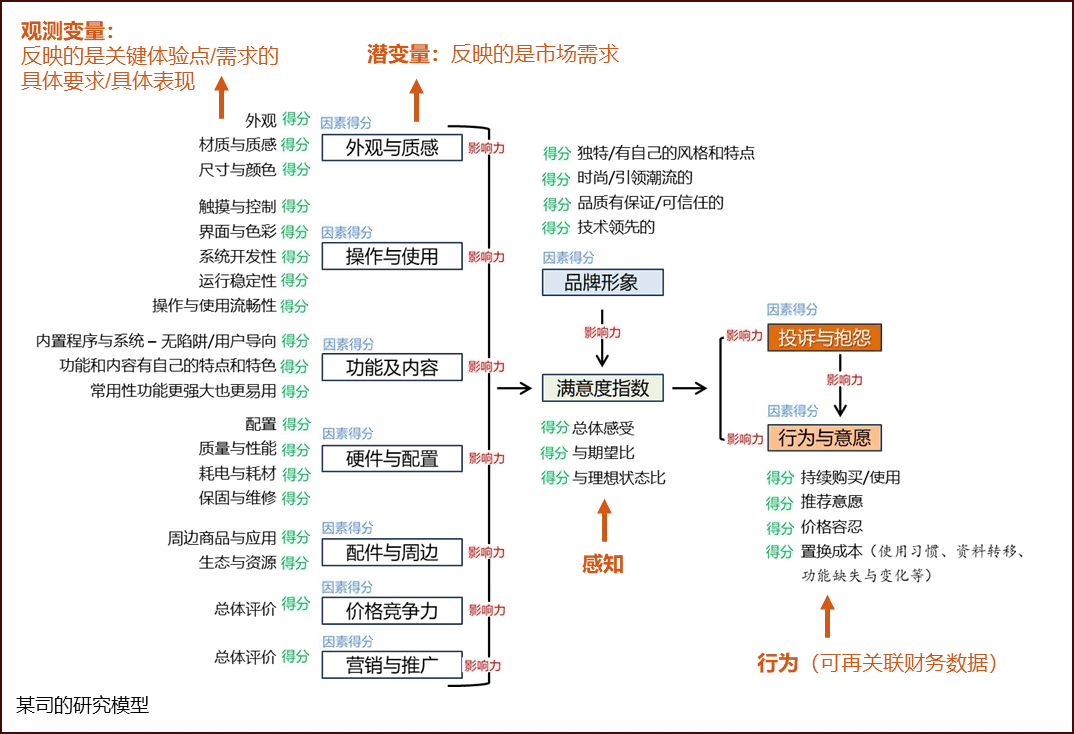 观测变量：
反映的是关键体验点/需求的
具体要求/具体表现
潜变量：反映的是市场需求
外观 得分
材质与质感 得分
尺寸与颜色 得分
因素得分
外观与质感
影响力
触摸与控制 得分
界面与色彩 得分
系统开发性 得分
运行稳定性 得分
操作与使用流畅性 得分
因素得分
操作与使用
影响力
内置程序与系统 – 无陷阱/用户导向 得分
功能和内容有自己的特点和特色 得分
常用性功能更强大也更易用 得分
因素得分
功能及内容
影响力
配置 得分
质量与性能 得分
耗电与耗材 得分
保固与维修 得分
因素得分
硬件与配置
影响力
周边商品与应用 得分
生态与资源 得分
因素得分
配件与周边
影响力
总体评价 得分
因素得分
价格竞争力
影响力
总体评价 得分
因素得分
营销与推广
影响力
得分 独特/有自己的风格和特点
得分 时尚/引领潮流的
得分 品质有保证/可信任的
得分 技术领先的
因素得分
品牌形象
影响力
满意度指数
得分 总体感受
得分 与期望比
得分 与理想状态比
感知
因素得分
影响力
投诉与抱怨
影响力
因素得分
影响力
行为与意愿
得分 持续购买/使用
得分 推荐意愿
得分 价格容忍
得分 置换成本（使用习惯、资料转移、
功能缺失与变化等）
行为（可再关联财务数据）
某司的研究模型